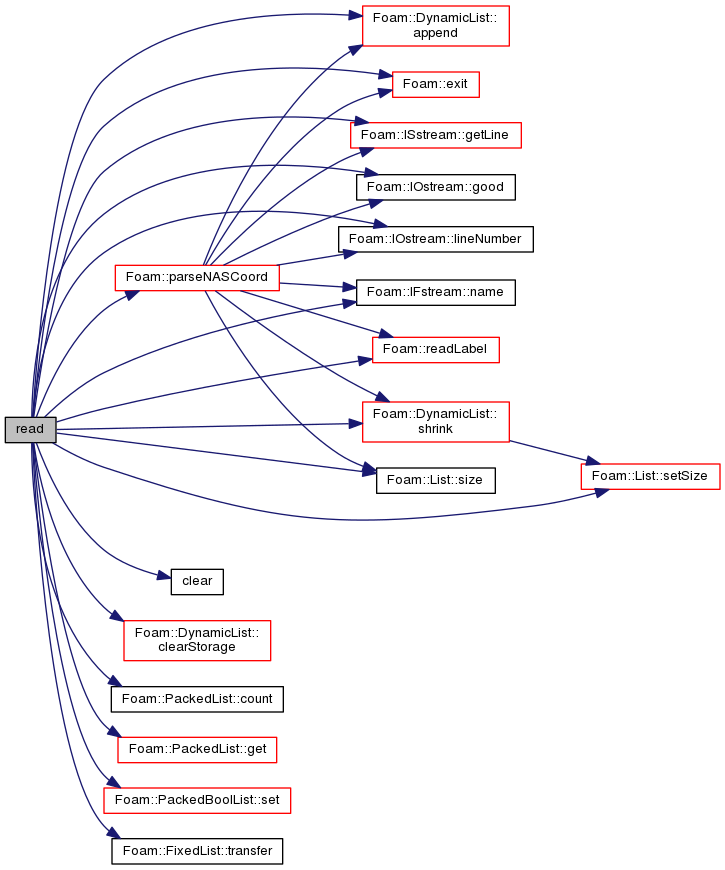 Foam::DynamicList::
append
Foam::exit
Foam::ISstream::getLine
Foam::IOstream::good
Foam::IOstream::lineNumber
Foam::parseNASCoord
Foam::IFstream::name
Foam::readLabel
Foam::DynamicList::
shrink
read
Foam::List::size
Foam::List::setSize
clear
Foam::DynamicList::
clearStorage
Foam::PackedList::count
Foam::PackedList::get
Foam::PackedBoolList::set
Foam::FixedList::transfer